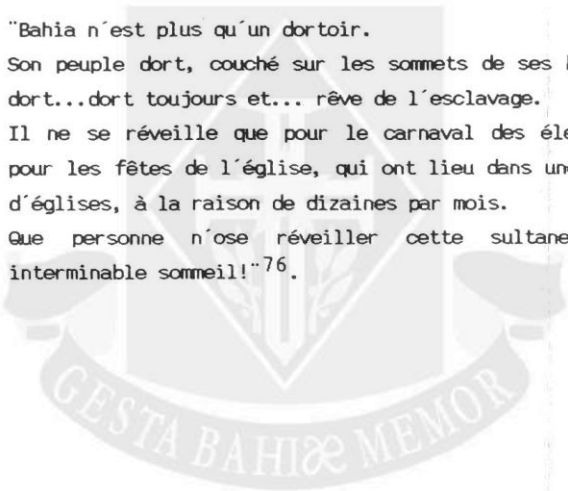 ¨Bahia n´est plus qu´un dortoir.
Son peuple dort, couché sur les sommets de ses
dort...dort toujours et... rêve de l´esclavage.
Il ne se réveille que pour le carnaval des éle
pour les fêtes de l´église, qui ont lieu dans un
d´églises, à la raison de dizaines par mois.
Que personne n´ose réveiller cette sultane
interminable sommeil!¨76.
GESTA BAHIÆ MEMOR